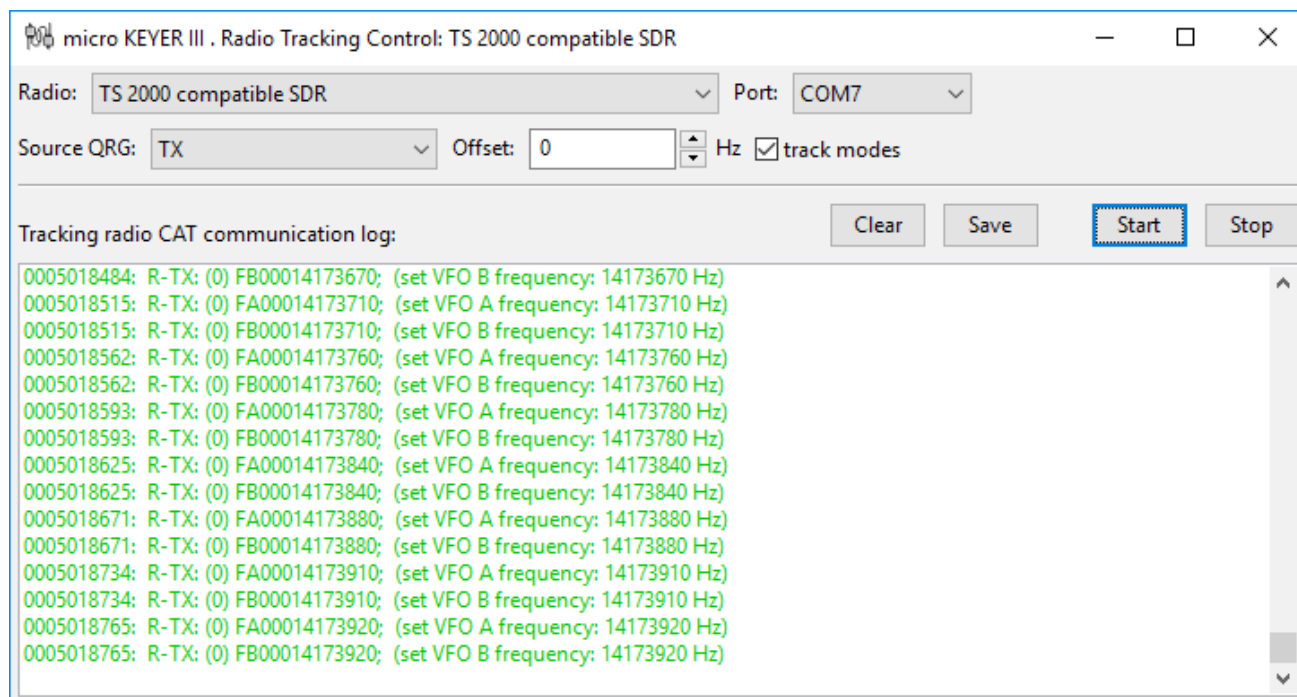 micro KEYER III . Radio Tracking Control: TS 2000 compatible SDR
Radio: TS 2000 compatible SDR Port: COM7
Source QRG: TX Offset: 0 Hz track modes
Clear Save Start Stop
Tracking radio CAT communication log:
0005018484: R-TX: (0) FB00014173670; (set VFO B frequency: 14173670 Hz)
0005018515: R-TX: (0) FA00014173710; (set VFO A frequency: 14173710 Hz)
0005018515: R-TX: (0) FB00014173710; (set VFO B frequency: 14173710 Hz)
0005018562: R-TX: (0) FA00014173760; (set VFO A frequency: 14173760 Hz)
0005018562: R-TX: (0) FB00014173760; (set VFO B frequency: 14173760 Hz)
0005018593: R-TX: (0) FA00014173780; (set VFO A frequency: 14173780 Hz)
0005018593: R-TX: (0) FB00014173780; (set VFO B frequency: 14173780 Hz)
0005018625: R-TX: (0) FA00014173840; (set VFO A frequency: 14173840 Hz)
0005018625: R-TX: (0) FB00014173840; (set VFO B frequency: 14173840 Hz)
0005018671: R-TX: (0) FA00014173880; (set VFO A frequency: 14173880 Hz)
0005018671: R-TX: (0) FB00014173880; (set VFO B frequency: 14173880 Hz)
0005018734: R-TX: (0) FA00014173910; (set VFO A frequency: 14173910 Hz)
0005018734: R-TX: (0) FB00014173910; (set VFO B frequency: 14173910 Hz)
0005018765: R-TX: (0) FA00014173920; (set VFO A frequency: 14173920 Hz)
0005018765: R-TX: (0) FB00014173920; (set VFO B frequency: 14173920 Hz)